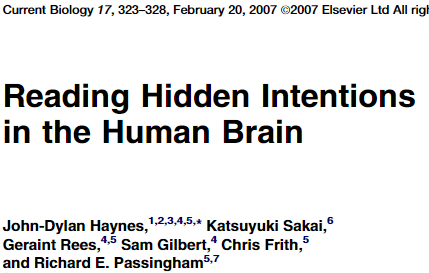 Current Biology 17, 323–328, February 20, 2007 ©2007 Elsevier Ltd All
Reading Hidden Intentions
in the Human Brain
John-Dylan Haynes,1,2,3,4,5,* Katsuyuki Sakai,6
Geraint Rees,4,5 Sam Gilbert,4 Chris Frith,5
and Richard E. Passingham5,7